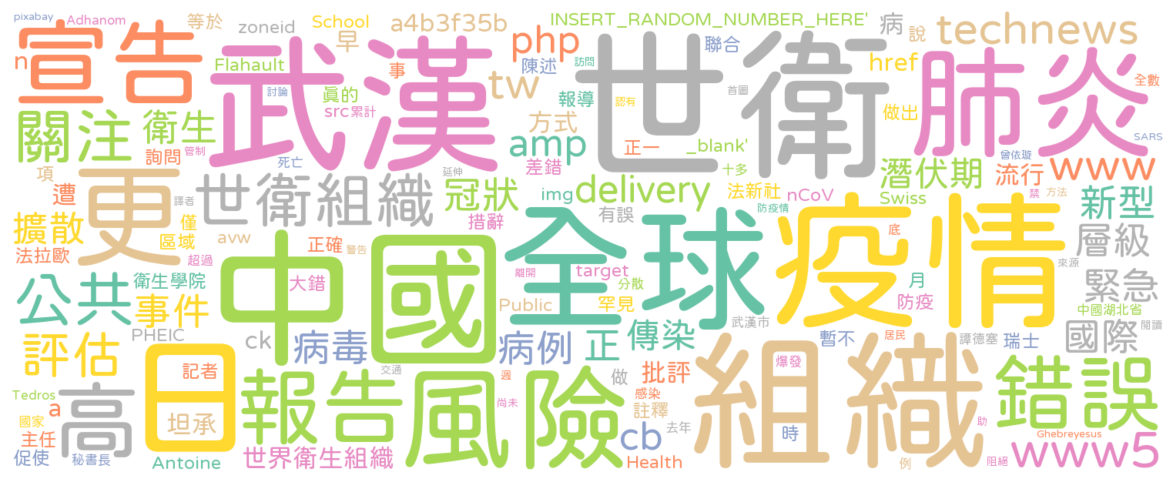 pixabay
Adhanom
等於
School
a4b3f35b
INSERT_RANDOM_NUMBER_HERE'
病
說
technews
宣告
zoneid
早
php
聯合
n
武漢
世衛
肺炎
Flahault
事
tw
陳述
訪問
href
首圖
全數
討論
真的
src
累計
報導
認有
做出
關注
衛生
方式
SARS
詢問
管制
amp
差錯
正一
_blank'
十多
曾依璇
www
項
死亡
延伸
潛伏期
流行
遭
更
譯者
世衛組織
冠狀
img
delivery
法新社
nCoV
Swiss
禁
方法
新型
擴散
僅
區域
措辭
有誤
防疫情
底
層級
法拉歐
avw
正確
警告
全球
疫情
超過
中國
來源
衛生學院
大錯
離開
target
分散
月
緊急
公共
事件
Public
罕見
防疫
中國湖北省
PHEIC
ck
武漢市
譚德塞
國際
閱讀
評估
病毒
病例
正
傳染
暫不
瑞士
居民
日
記者
交通
週
做
批評
組織
爆發
錯誤
Tedros
高
報告
風險
感染
a
坦承
尚未
註釋
國家
去年
時
助
主任
cb
Ghebreyesus
促使
秘書長
Antoine
世界衛生組織
Health
例
阻絕
www5